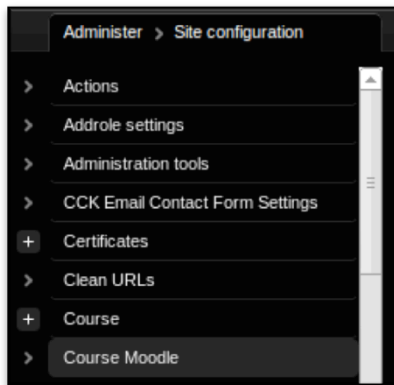 Administer > Site configuration
Actions
Addrole settings
Administration tools
CCK Email Contact Form Settings
Certificates
Clean URLs
Course
Course Moodle